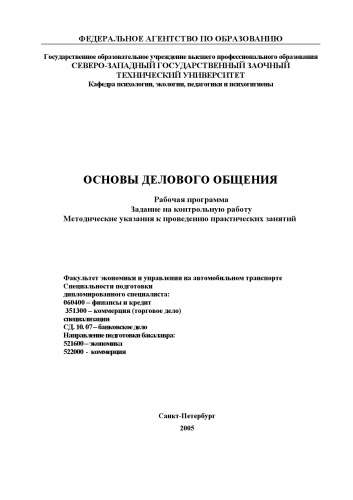 ФЕДЕРАЛЬНОЕ АГЕНТСТВО ПО ОБРАЗОВАНИЮ
Государственное образовательное учреждение высшего профессионального образования
СЕВЕРО-ЗАПАДНЫЙ ГОСУДАРСТВЕННЫЙ ЗАОЧНЫЙ
ТЕХНИЧЕСКИЙ УНИВЕРСИТЕТ
Кафедра психологии, экологии, педагогики и психогигиены
ОСНОВЫ ДЕЛОВОГО ОБЩЕНИЯ
Рабочая программа
Задание на контрольную работу
Методические указания к проведению практических занятий
Факультет экономики и управления на автомобильном транспорте
Специальности подготовки
дипломированного специалиста:
060400 – финансы и кредит
351300 – коммерция (торговое дело)
специализация
СД. 10. 07 – банковское дело
Направление подготовки бакалавра:
521600 – экономика
522000 - коммерция
Санкт-Петербург
2005